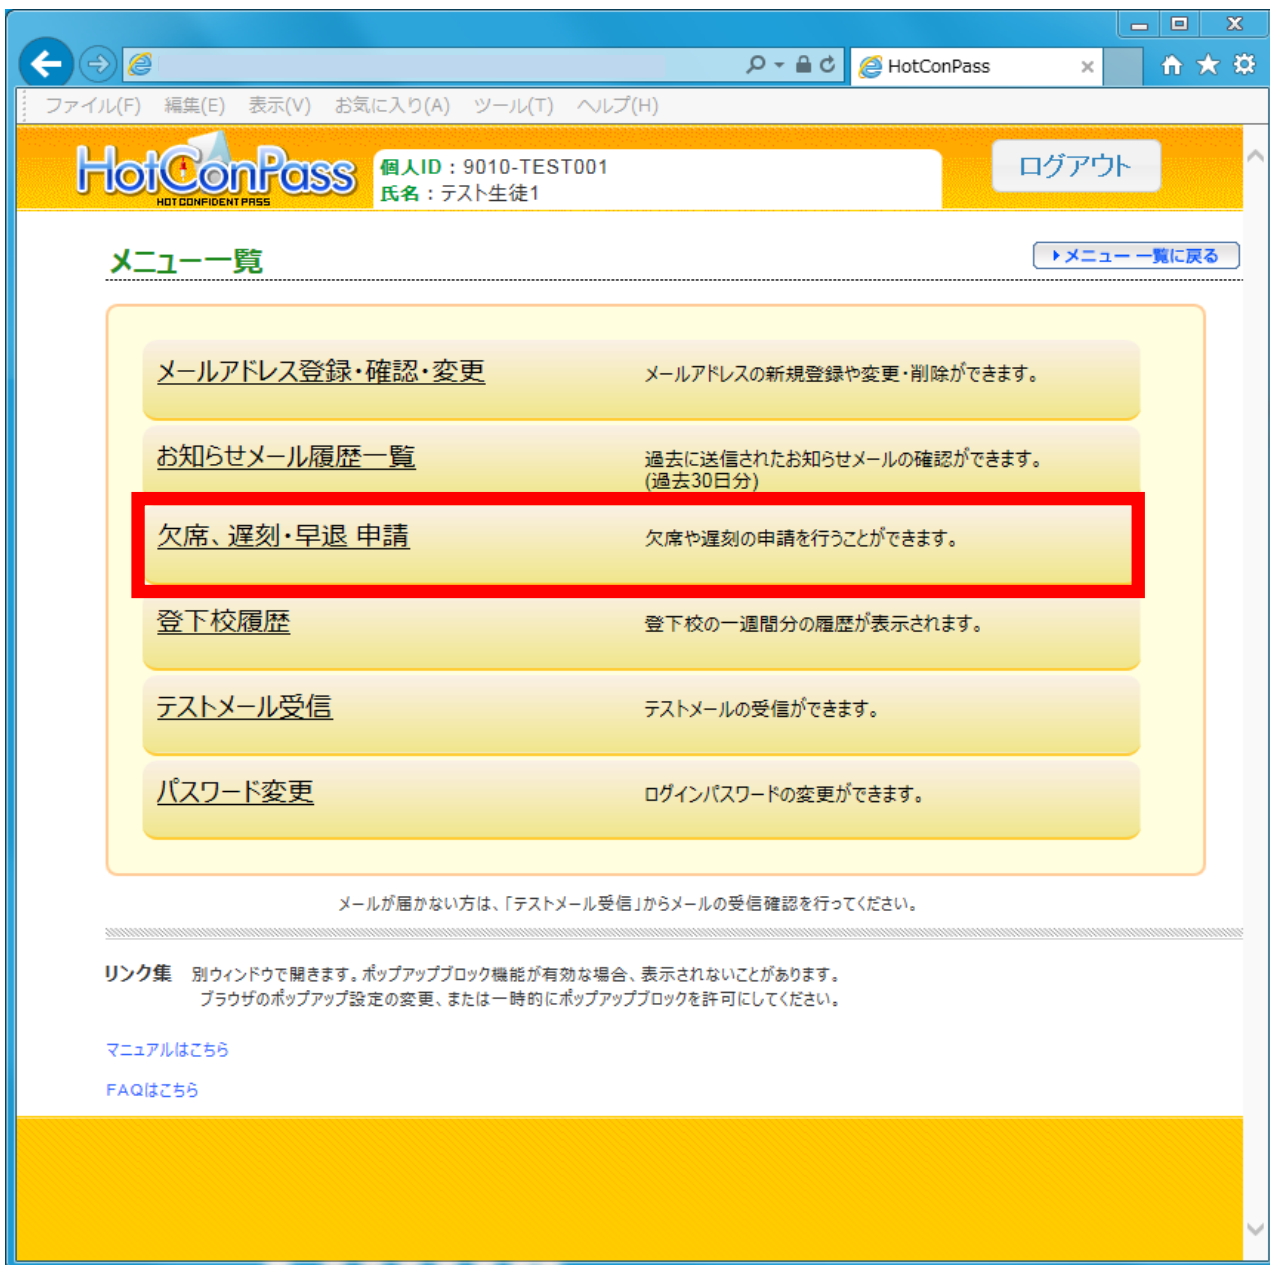 HotConPass
ファイル(F) 編集(E) 表示(V) お気に入り(A) ツール(T) ヘルプ(H)
HotConPass
HOT CONFIDENT PASS
個人ID：9010-TEST001
氏名：テスト生徒1
ログアウト
メニュー一覧
メニュー 一覧に戻る
メールアドレス登録・確認・変更 メールアドレスの新規登録や変更・削除ができます。
お知らせメール履歴一覧 過去に送信されたお知らせメールの確認ができます。
(過去30日分)
欠席、遅刻・早退 申請 欠席や遅刻の申請を行うことができます。
登下校履歴 登下校の一週間分の履歴が表示されます。
テストメール受信 テストメールの受信ができます。
パスワード変更 ログインパスワードの変更ができます。
メールが届かない方は、「テストメール受信」からメールの受信確認を行ってください。
リンク集 別ウィンドウで開きます。ポップアップブロック機能が有効な場合、表示されないことがあります。
ブラウザのポップアップ設定の変更、または一時的にポップアップブロックを許可にしてください。
マニュアルはこちら
FAQはこちら